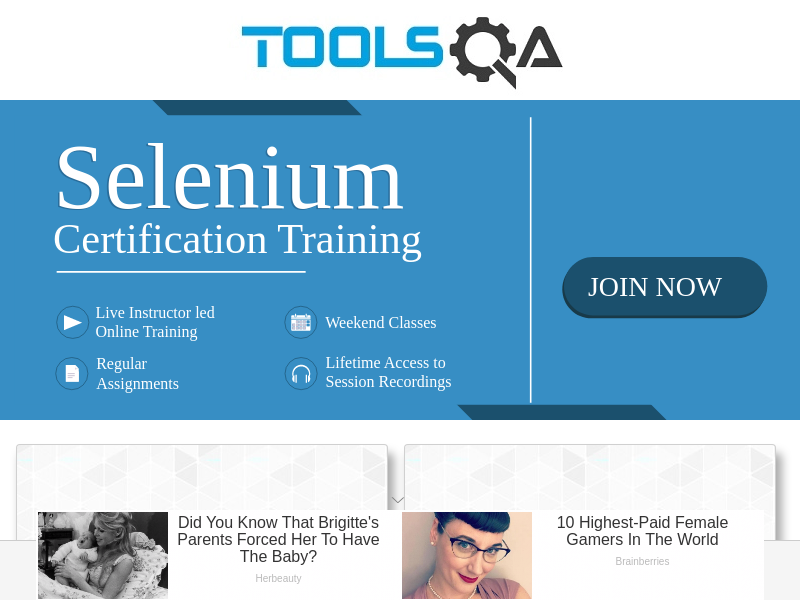 TOOLSQA
Selenium
Certification Training
Live Instructor led
Online Training
Weekend Classes
Regular
Assignments
Lifetime Access to
Session Recordings
JOIN NOW
Did You Know That Brigitte's
Parents Forced Her To Have
The Baby?
Herbeauty
10 Highest-Paid Female
Gamers In The World
Brainberries